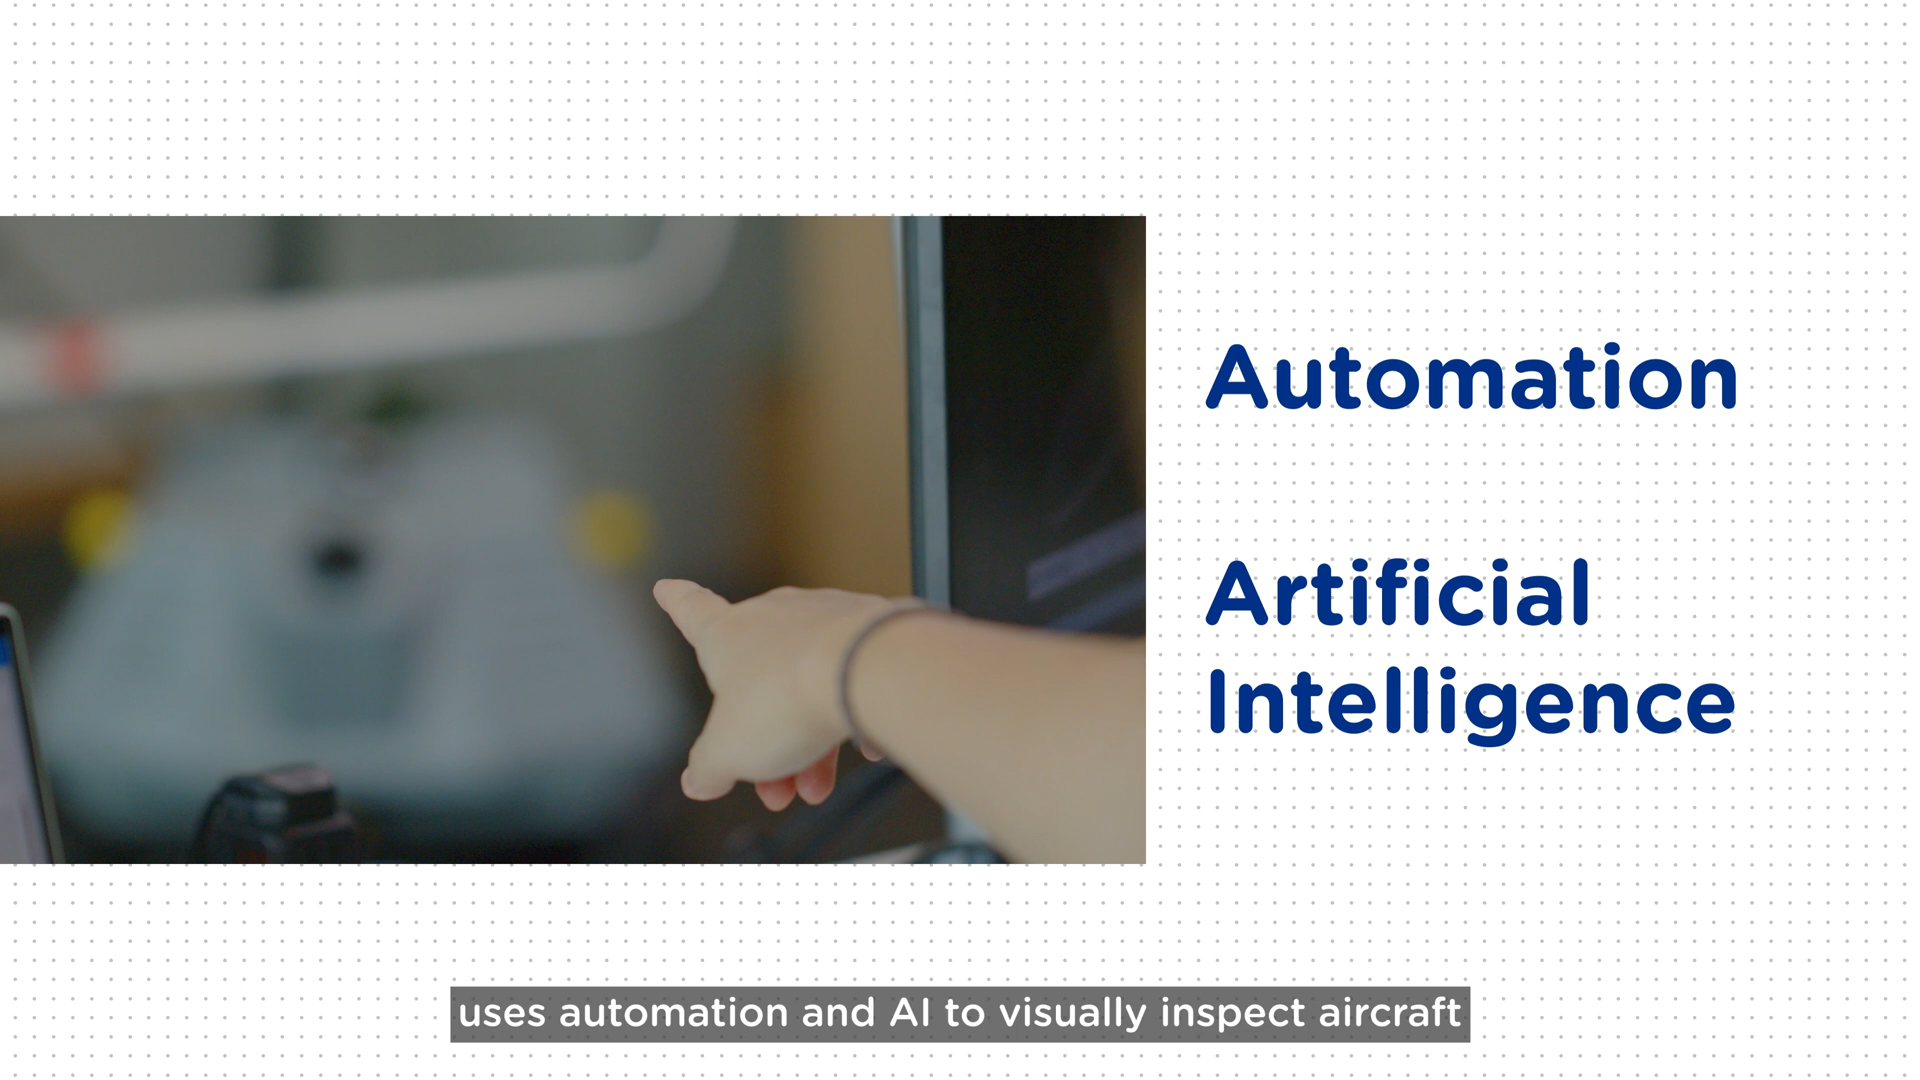 Automation
Artificial
Intelligence
uses automation and AI to visually inspect aircraft